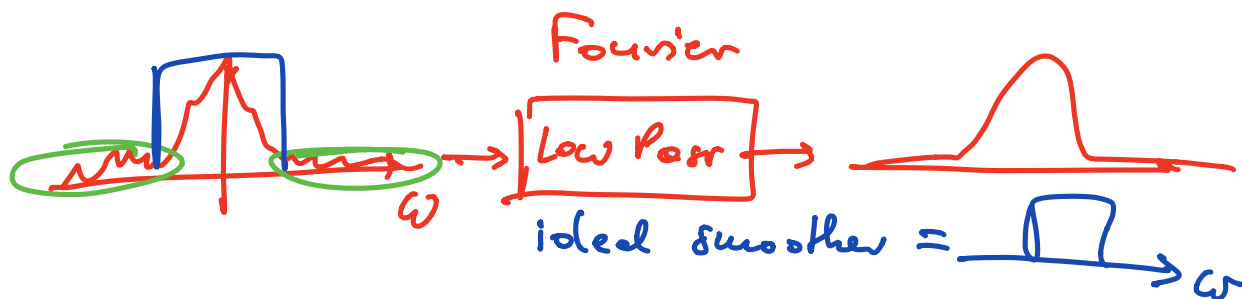 Fourier
Low Pass
ω
ideal smoother =
ω